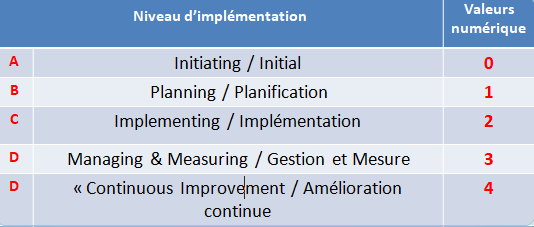 Niveau d'implémentation
Valeurs
numérique
A Initiating / Initial 0
B Planning / Planification 1
C Implementing / Implémentation 2
D Managing & Measuring / Gestion et Mesure 3
D « Continuous Improvement / Amélioration 4
continue